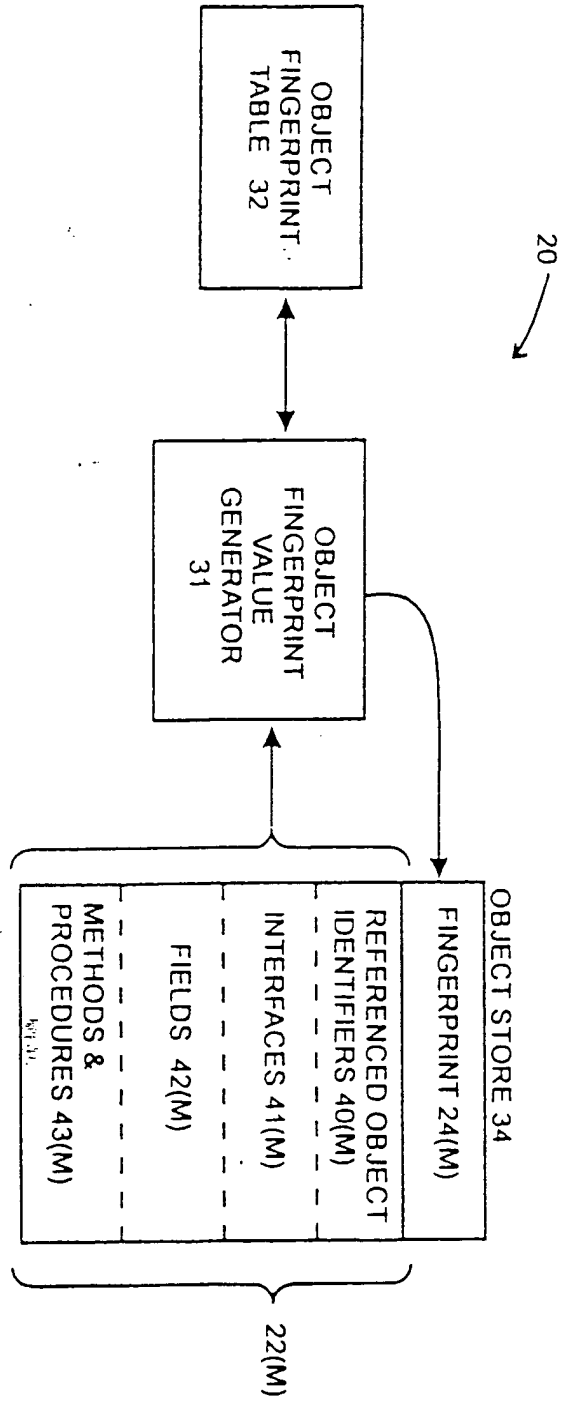 20
OBJECT
FINGERPRINT
TABLE 32
OBJECT
FINGERPRINT
VALUE
GENERATOR
31
OBJECT STORE 34
FINGERPRINT 24(M)
REFERENCED OBJECT
IDENTIFIERS 40(M)
INTERFACES 41(M)
FIELDS 42(M)
METHODS &
PROCEDURES 43(M)
22(M)